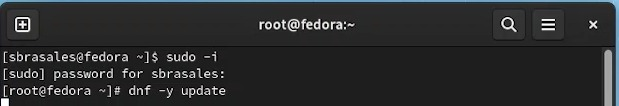 root@fedora:~
[sbrasales@fedora ~]$ sudo -i
[sudo] password for sbrasales:
[root@fedora ~]# dnf -y update